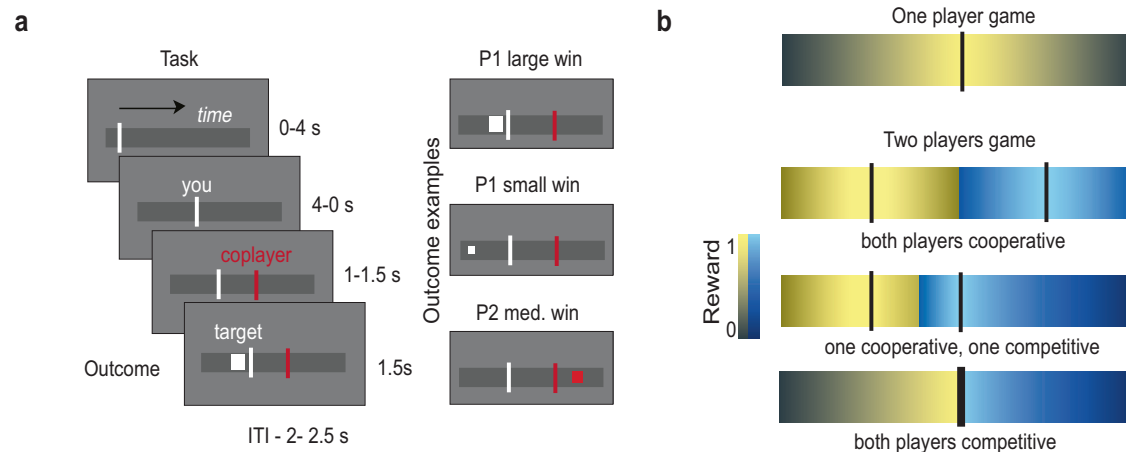 a
Task
time
0-4 s
you
4-0 s
coplayer
1-1.5 s
target
Outcome
1.5s
ITI - 2- 2.5 s
Outcome examples
P1 large win
P1 small win
P2 med. win
b
One player game
Two players game
both players cooperative
Reward
1
0
one cooperative, one competitive
both players competitive